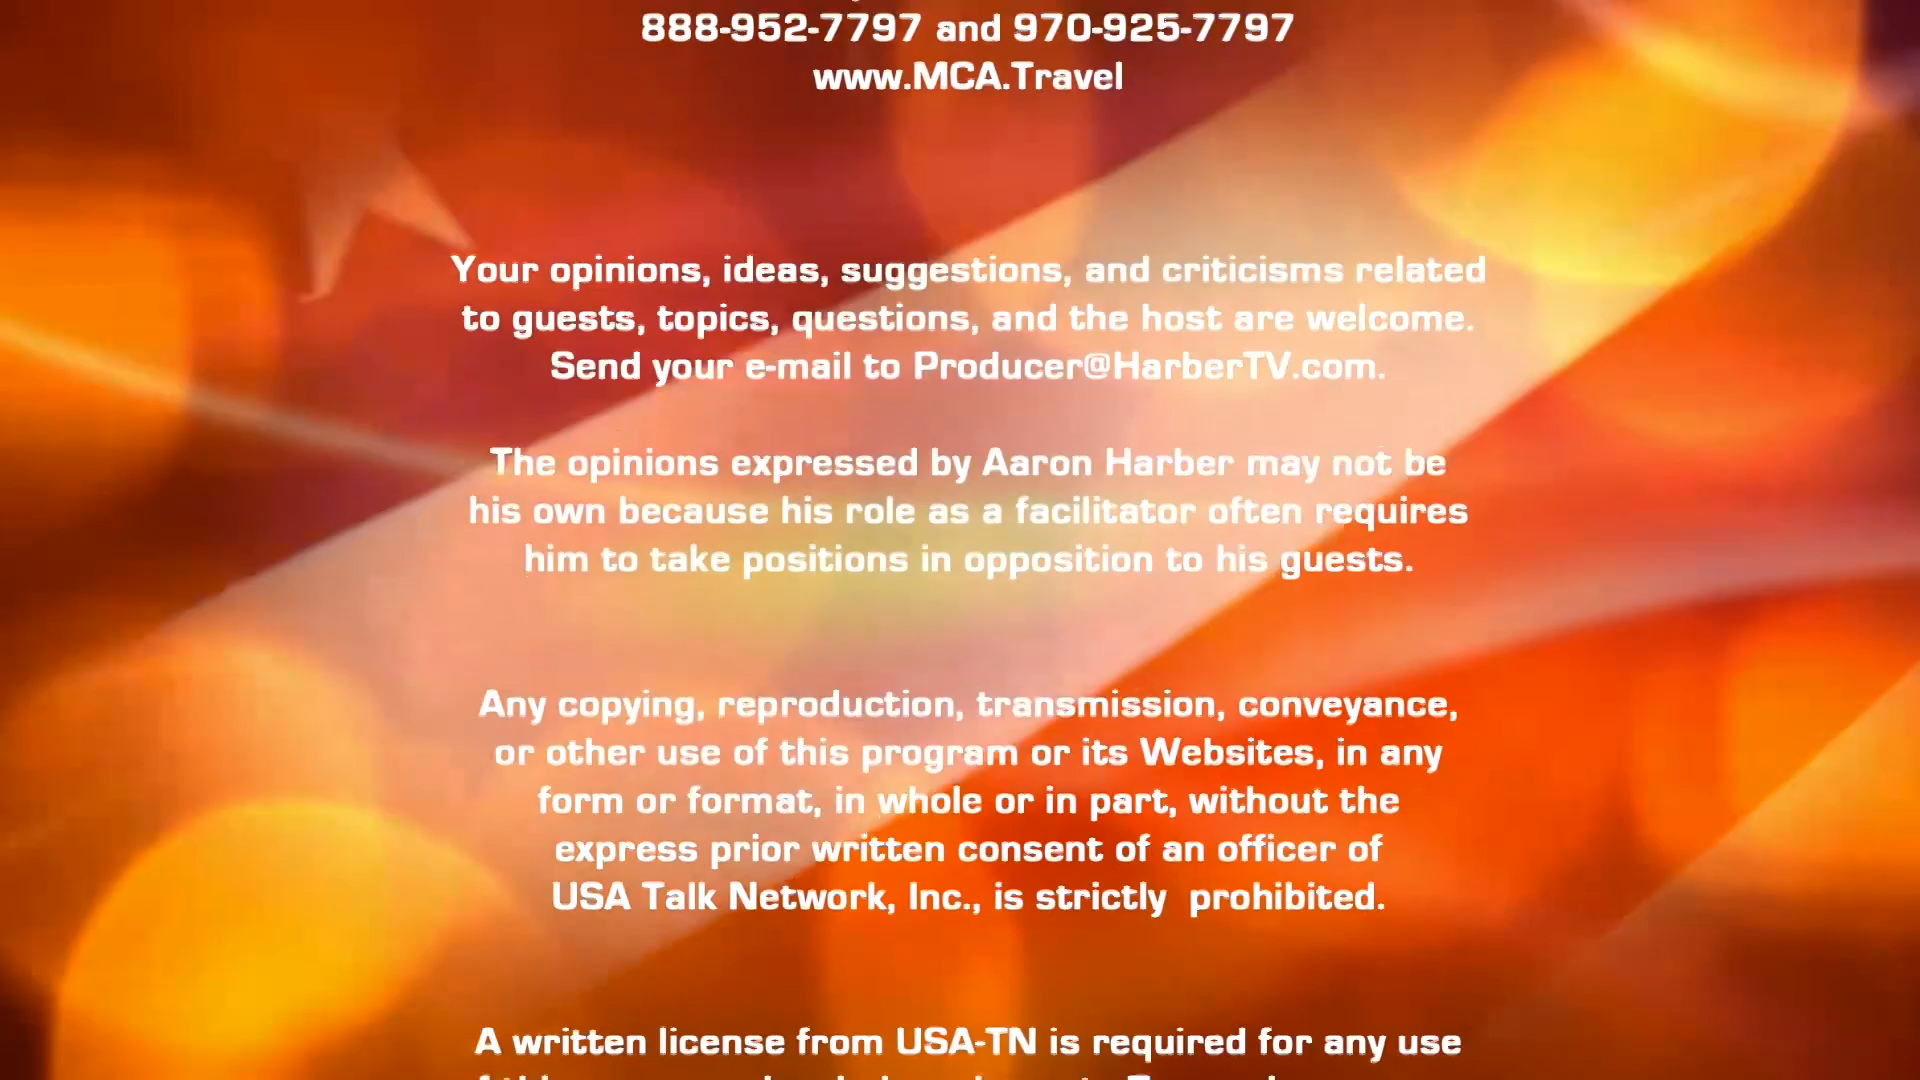 888-952-7797 and 970-925-7797
www.MCA.Travel
Your opinions, ideas, suggestions, and criticisms related
to guests, topics, questions, and the host are welcome.
Send your e-mail to Producer@HarberTV.com.
The opinions expressed by Aaron Harber may not be
his own because his role as a facilitator often requires
him to take positions in opposition to his guests.
Any copying, reproduction, transmission, conveyance,
or other use of this program or its Websites, in any
form or format, in whole or in part, without the
express prior written consent of an officer of
USA Talk Network, Inc., is strictly prohibited.
A written license from USA-TN is required for any use